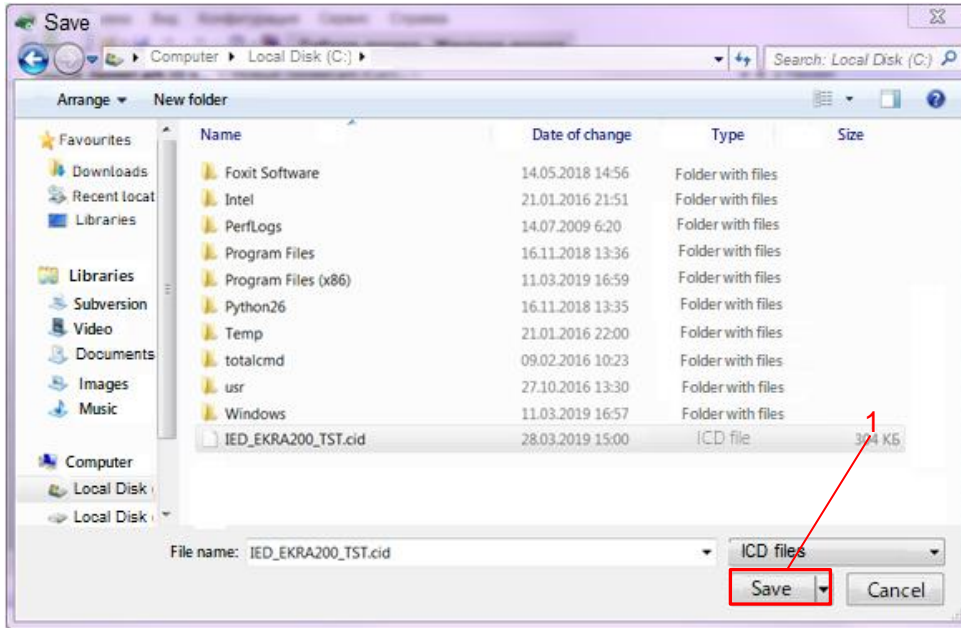 Save
Computer Local Disk (C:)
Search: Local Disk (C:)
Arrange New folder
Name Date of change Type Size
Favourites
Downloads
Recent locat
Libraries
Libraries
Subversion
Video
Documents
Images
Music
Computer
Local Disk
Local Disk
Foxit Software 14.05.2018 14:56 Folder with files
Intel 21.01.2016 21:51 Folder with files
PerfLogs 14.07.2009 6:20 Folder with files
Program Files 16.11.2018 13:36 Folder with files
Program Files (x86) 11.03.2019 16:59 Folder with files
Python26 16.11.2018 13:35 Folder with files
Temp 21.01.2016 22:00 Folder with files
totalcmd 09.02.2016 10:23 Folder with files
usr 27.10.2016 13:30 Folder with files
Windows 11.03.2019 16:57 Folder with files
IED_EKRA200_TST.cid 28.03.2019 15:00 ICD file 304 КБ
1
File name: IED_EKRA200_TST.cid ICD files
Save Cancel